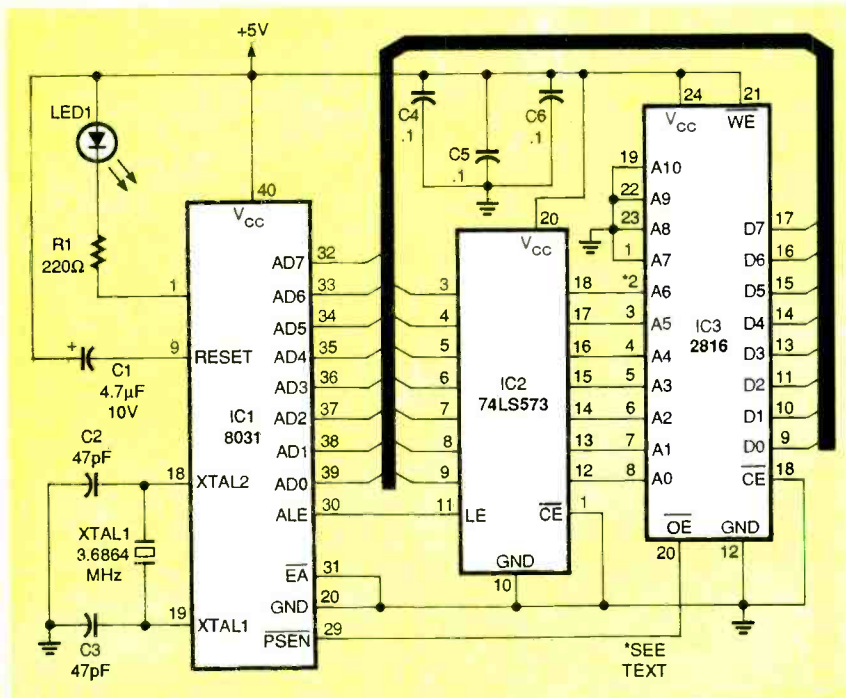 +5V
LED1
R1
220Ω
C1
4.7µF
10V
C2
47pF
XTAL1
3.6864
MHz
C3
47pF
40
VCC
1
9
RESET
18
XTAL2
19
XTAL1
IC1
8031
AD7 32
AD6 33
AD5 34
AD4 35
AD3 36
AD2 37
AD1 38
AD0 39
ALE 30
EA 31
GND 20
PSEN 29
C4
.1
C5
.1
C6
.1
20
VCC
3
4
5
6
7
8
9
11 LE
IC2
74LS573
18
17
16
15
14
13
12
CE 1
GND
10
24
VCC
21
WE
19 A10
22 A9
23 A8
1 A7
*2 A6
3 A5
4 A4
5 A3
6 A2
7 A1
8 A0
IC3
2816
D7 17
D6 16
D5 15
D4 14
D3 13
D2 11
D1 10
D0 9
CE 18
OE
20
GND
12
*SEE
TEXT